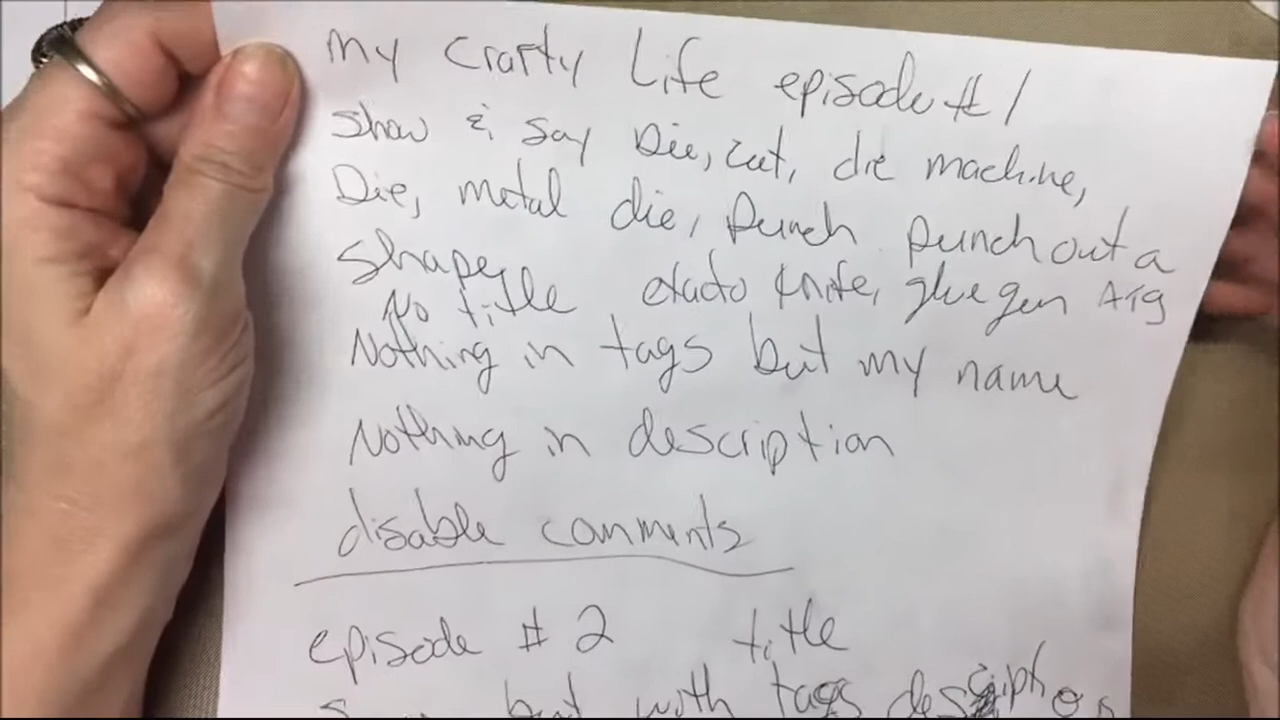 my Crafty Life episode # 1
Show & Say Die, cut, die machine,
Die, metal die, punch punch out a
shape,
No title exacto knife, glue gun
Nothing in tags but my name
Nothing in description
disable comments
episode # 2 title
but with tags